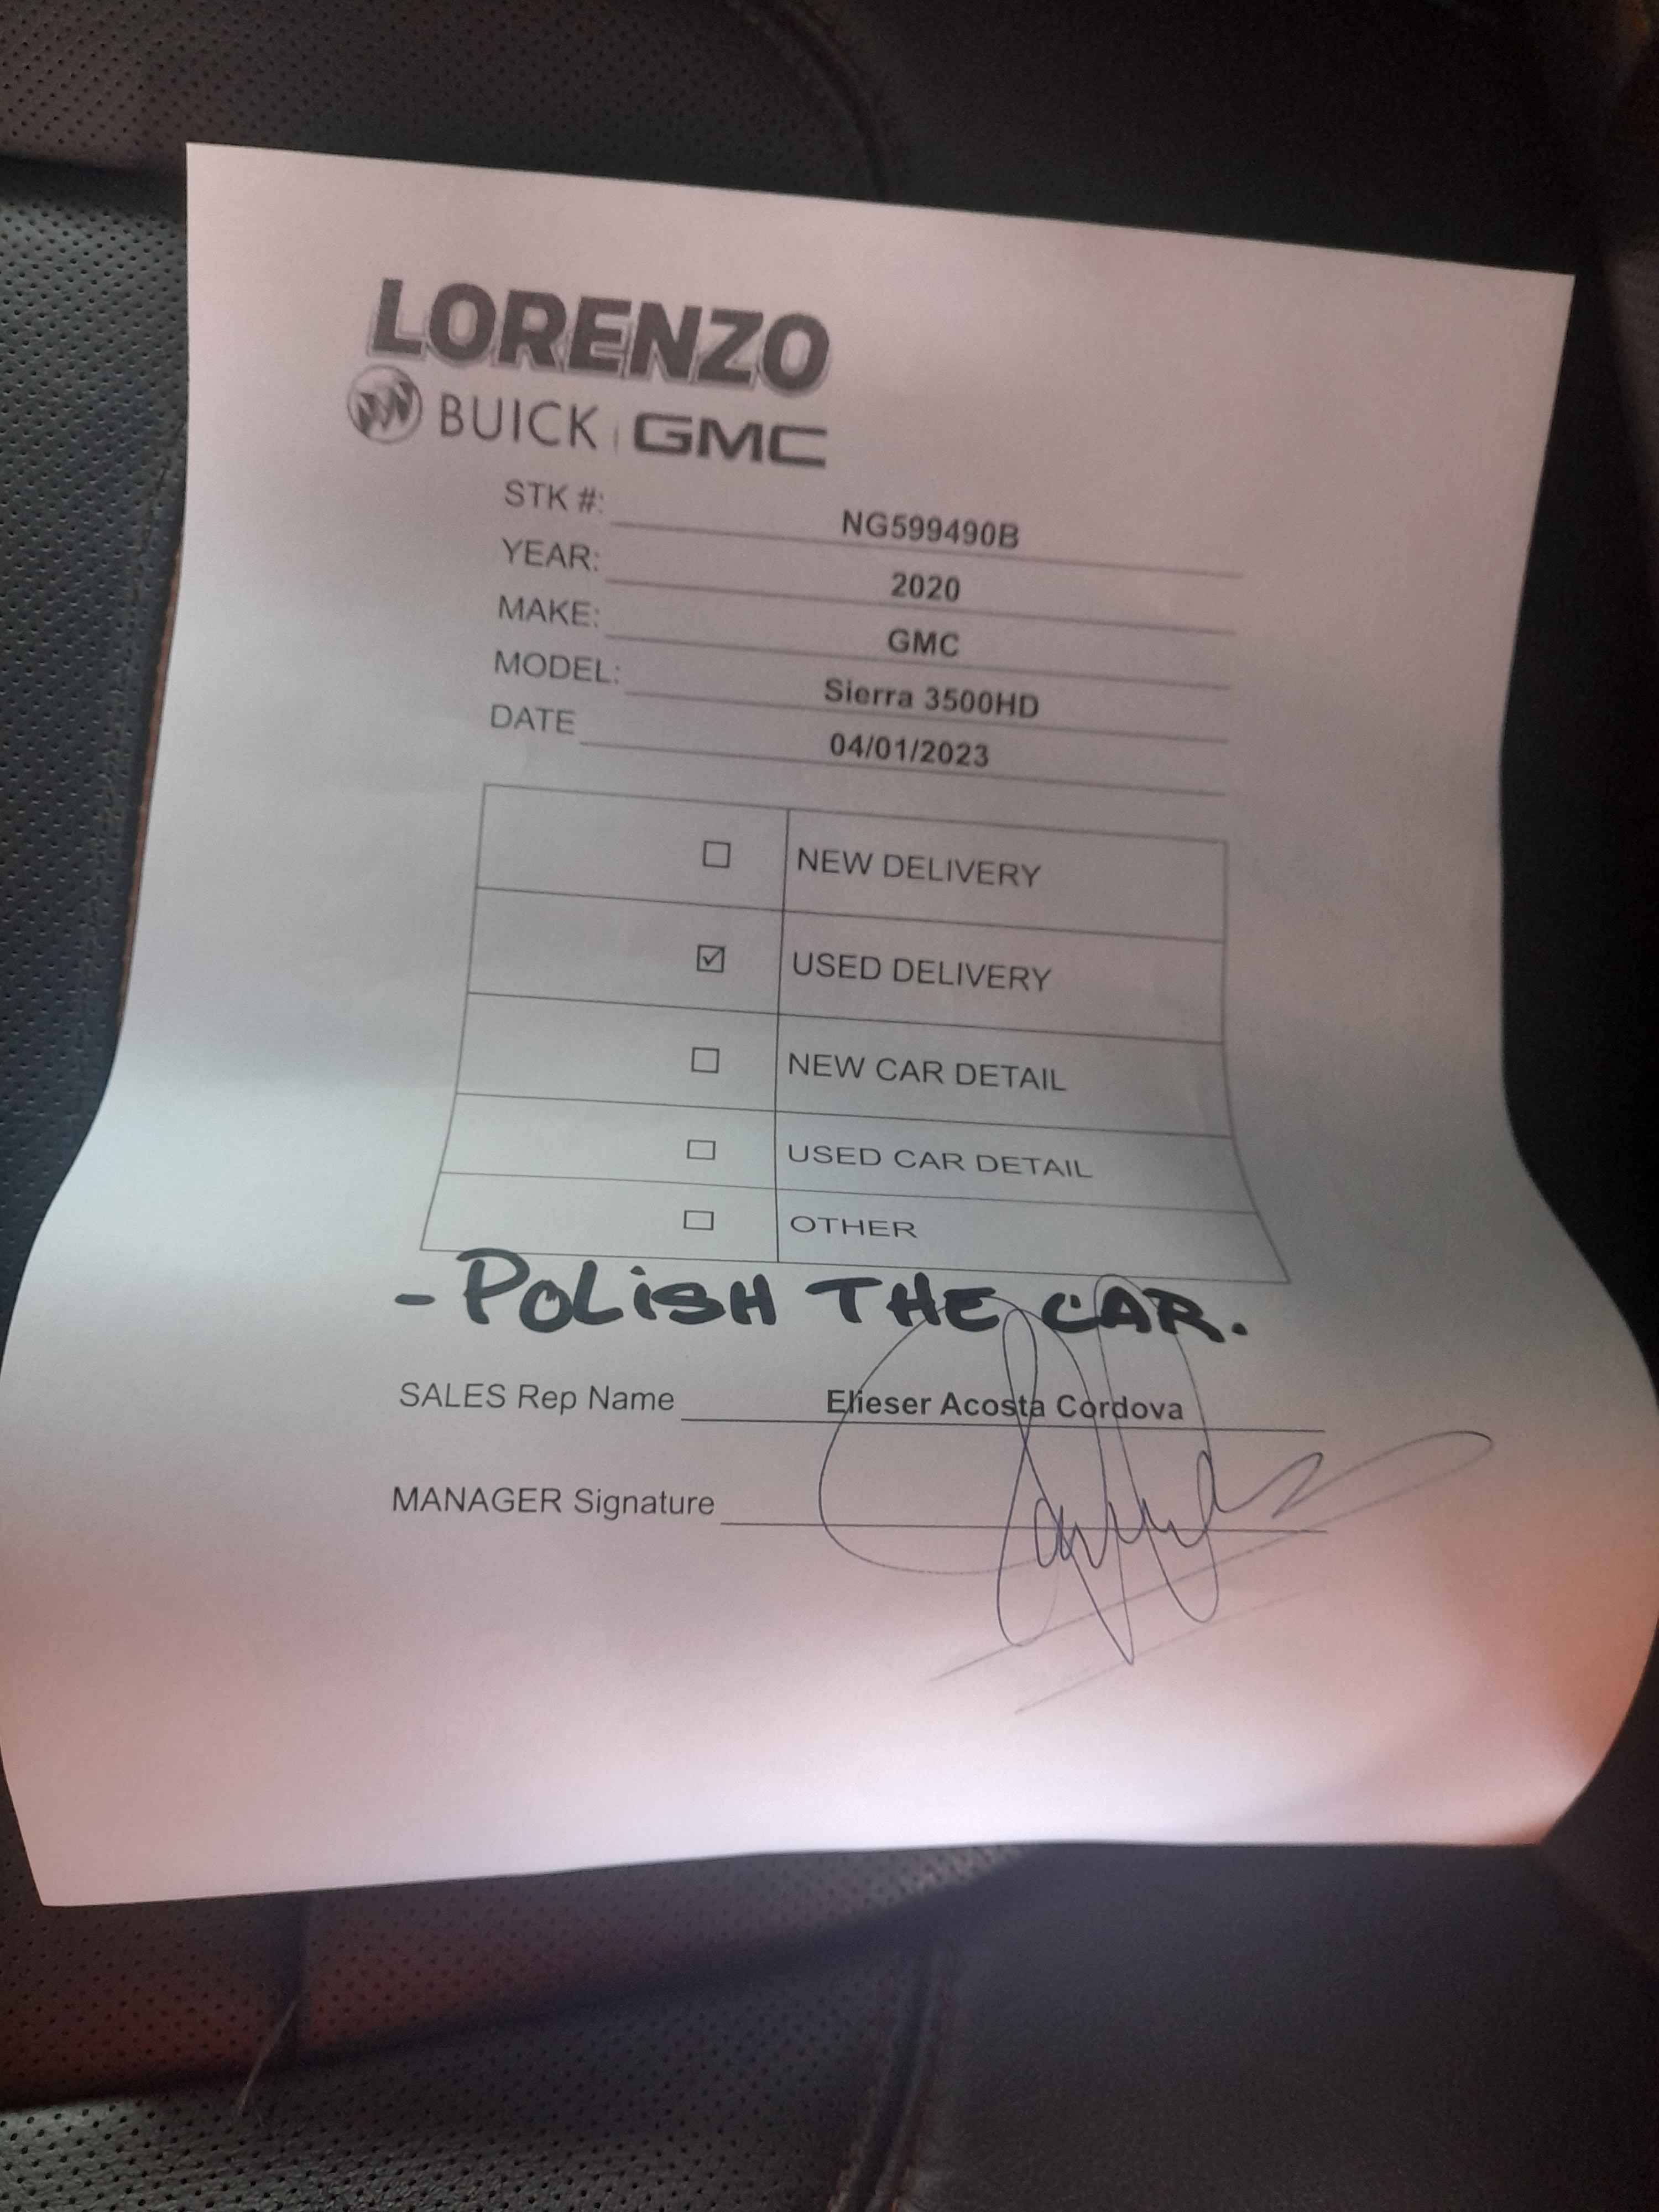 LORENZO
BUICK | GMC
STK #: NG599490B
YEAR: 2020
MAKE: GMC
MODEL: Sierra 3500HD
DATE 04/01/2023
☐ NEW DELIVERY
☑ USED DELIVERY
☐ NEW CAR DETAIL
☐ USED CAR DETAIL
☐ OTHER
- POLiSH THE CAR.
SALES Rep Name Elieser Acosta Cordova
MANAGER Signature